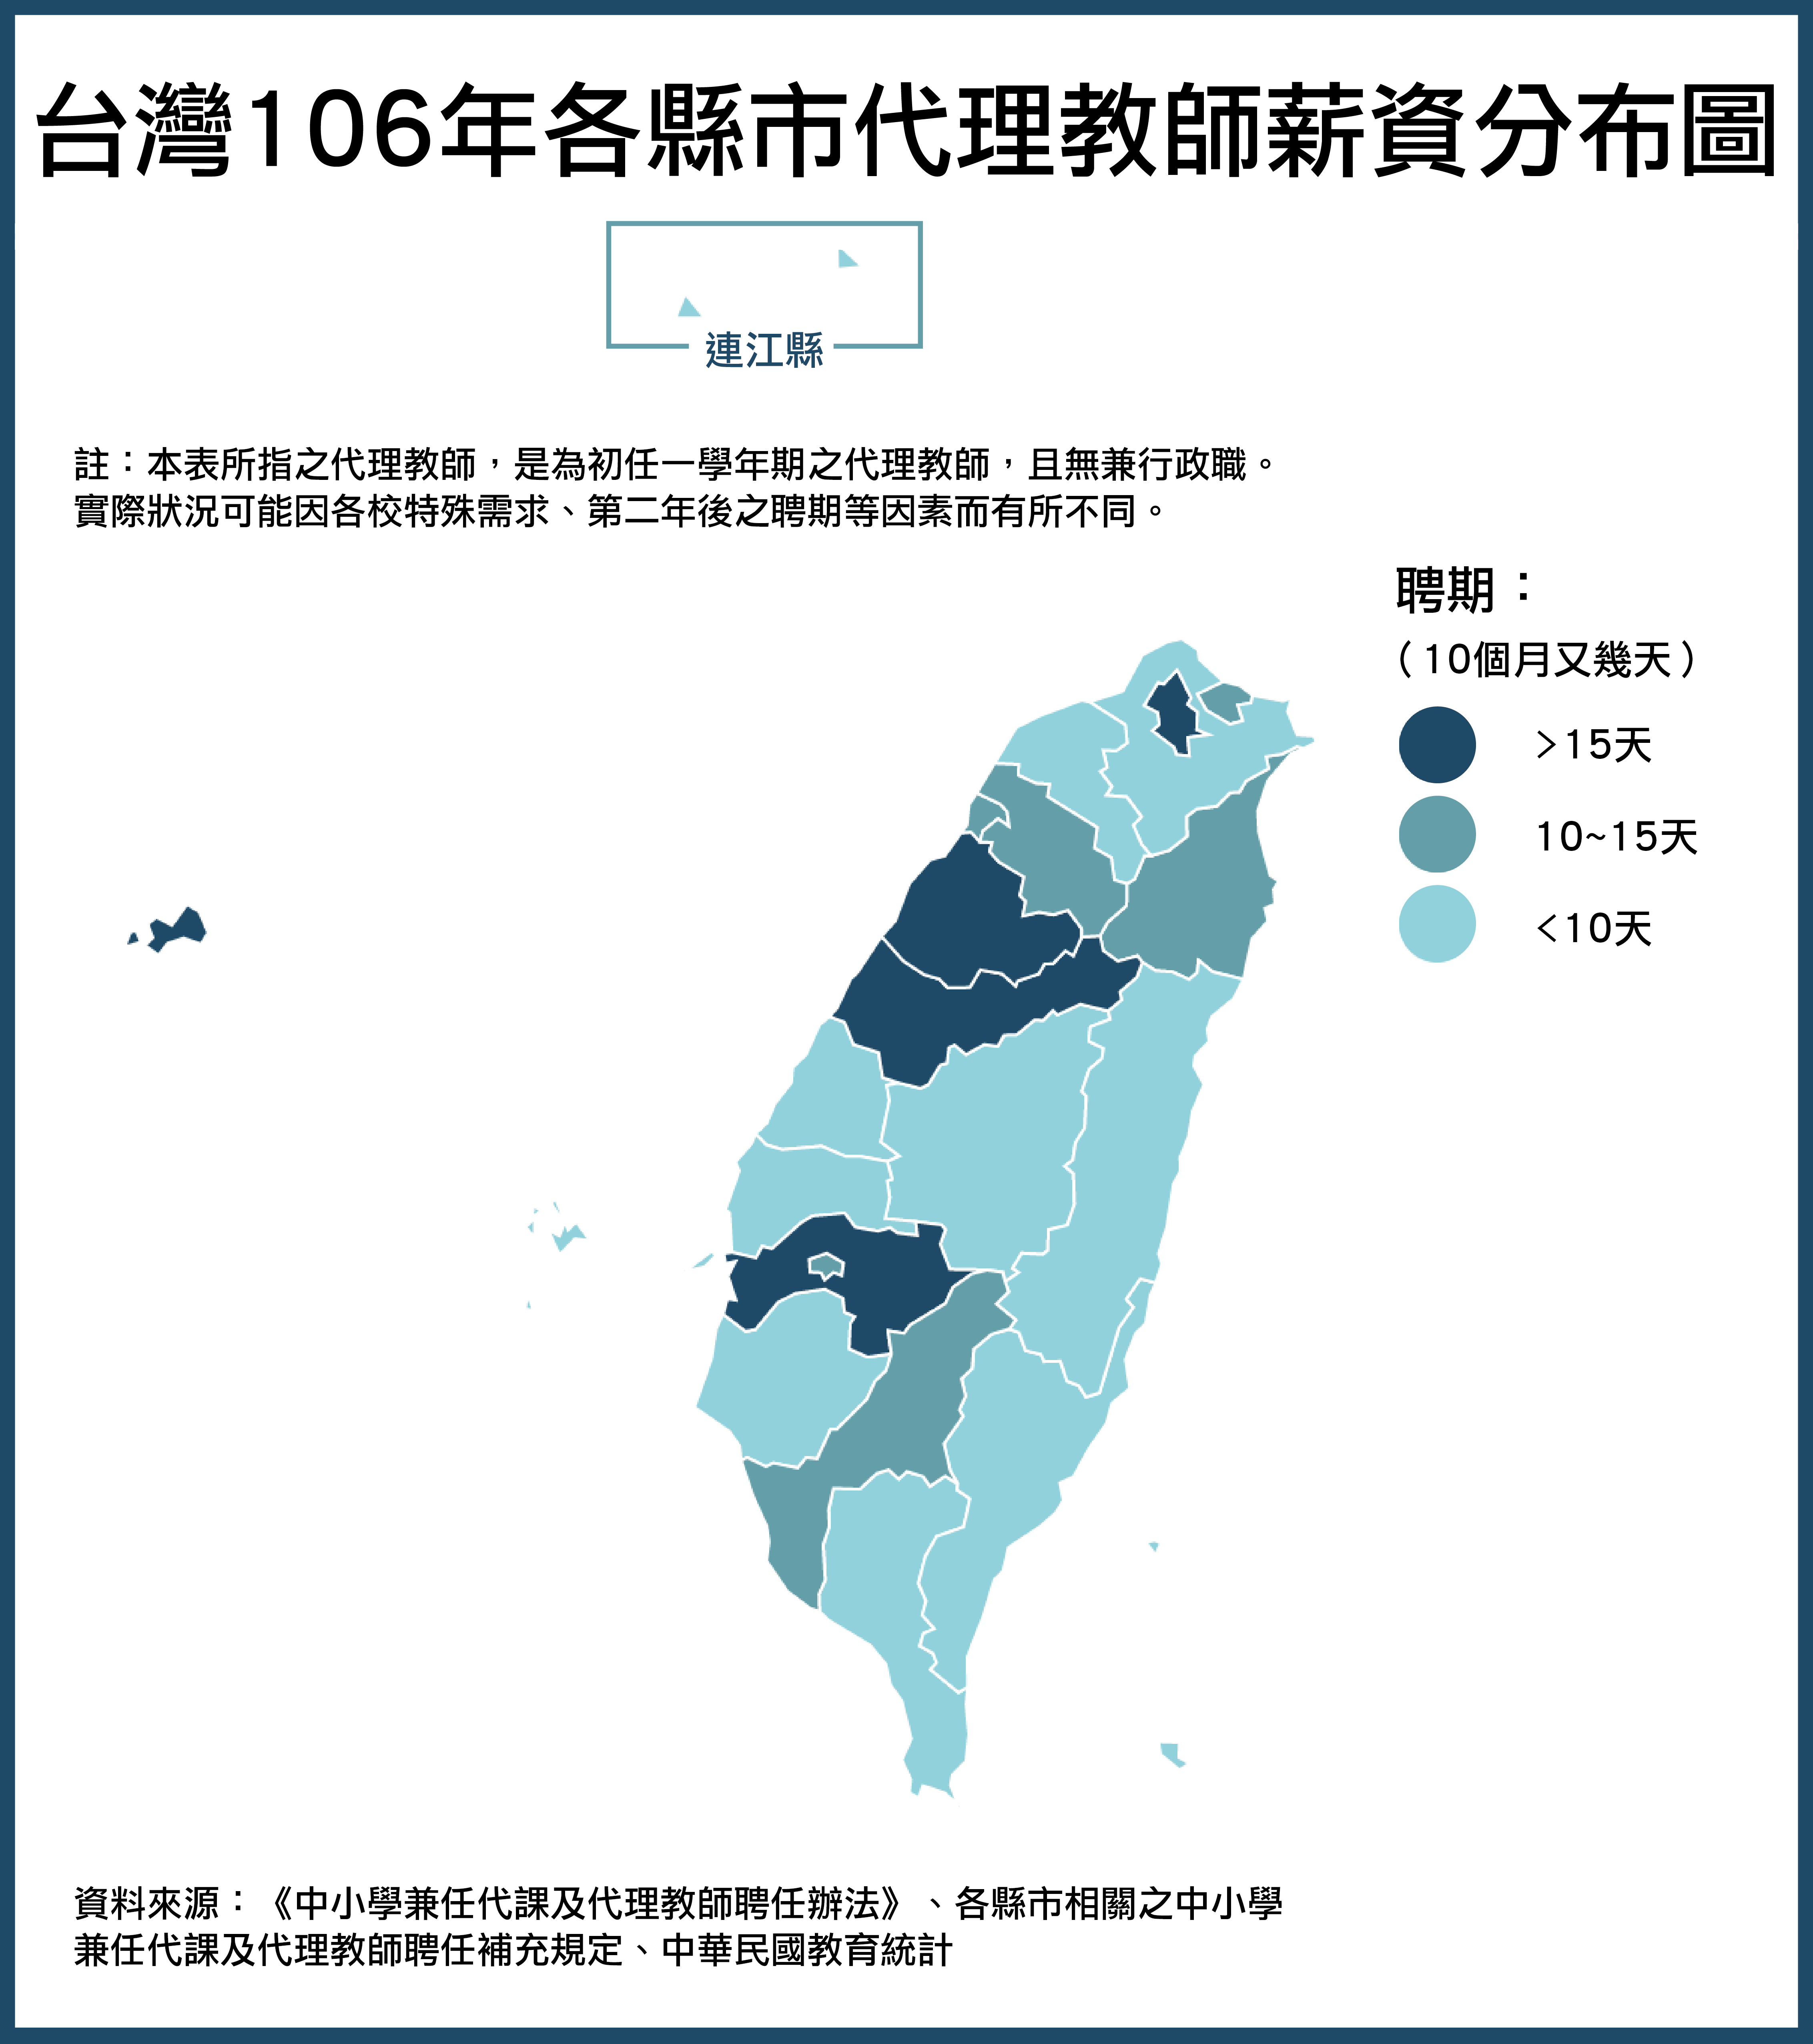 台灣106年各縣市代理教師薪資分布圖
連江縣
註：本表所指之代理教師，是為初任一學年期之代理教師，且無兼行政職。
實際狀況可能因各校特殊需求、第二年後之聘期等因素而有所不同。
聘期：
（10個月又幾天）
>15天
10~15天
<10天
資料來源：《中小學兼任代課及代理教師聘任辦法》、各縣市相關之中小學
兼任代課及代理教師聘任補充規定、中華民國教育統計